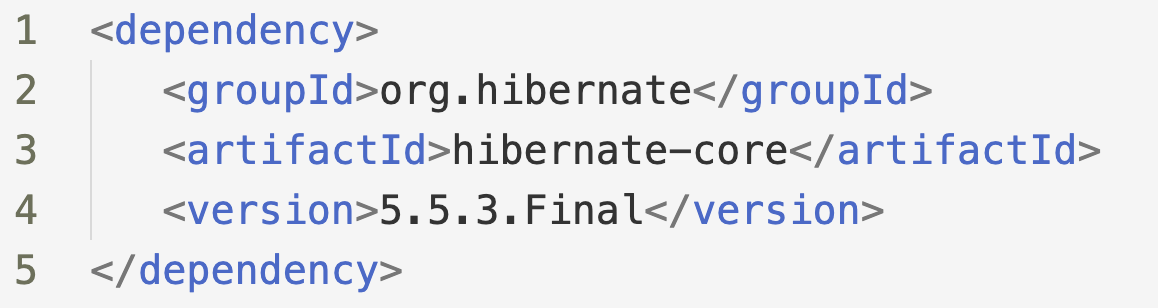 1 <dependency>
2 <groupId>org.hibernate</groupId>
3 <artifactId>hibernate-core</artifactId>
4 <version>5.5.3.Final</version>
5 </dependency>